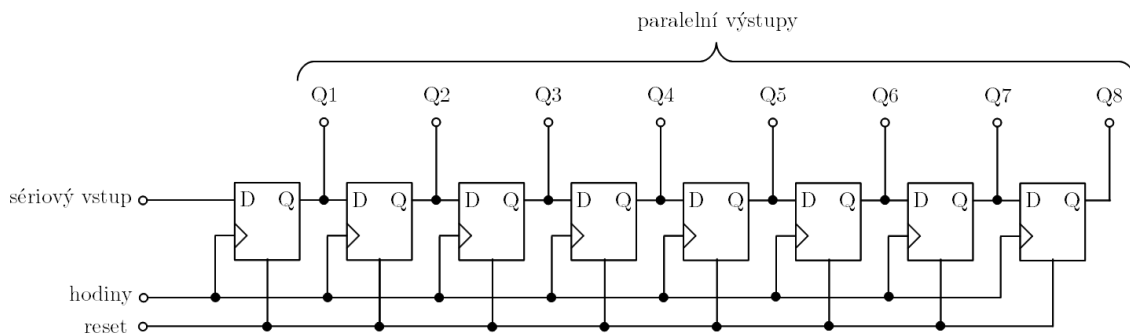 paralelní výstupy
Q1 Q2 Q3 Q4 Q5 Q6 Q7 Q8
sériový vstup D Q D Q D Q D Q D Q D Q D Q D Q
hodiny
reset